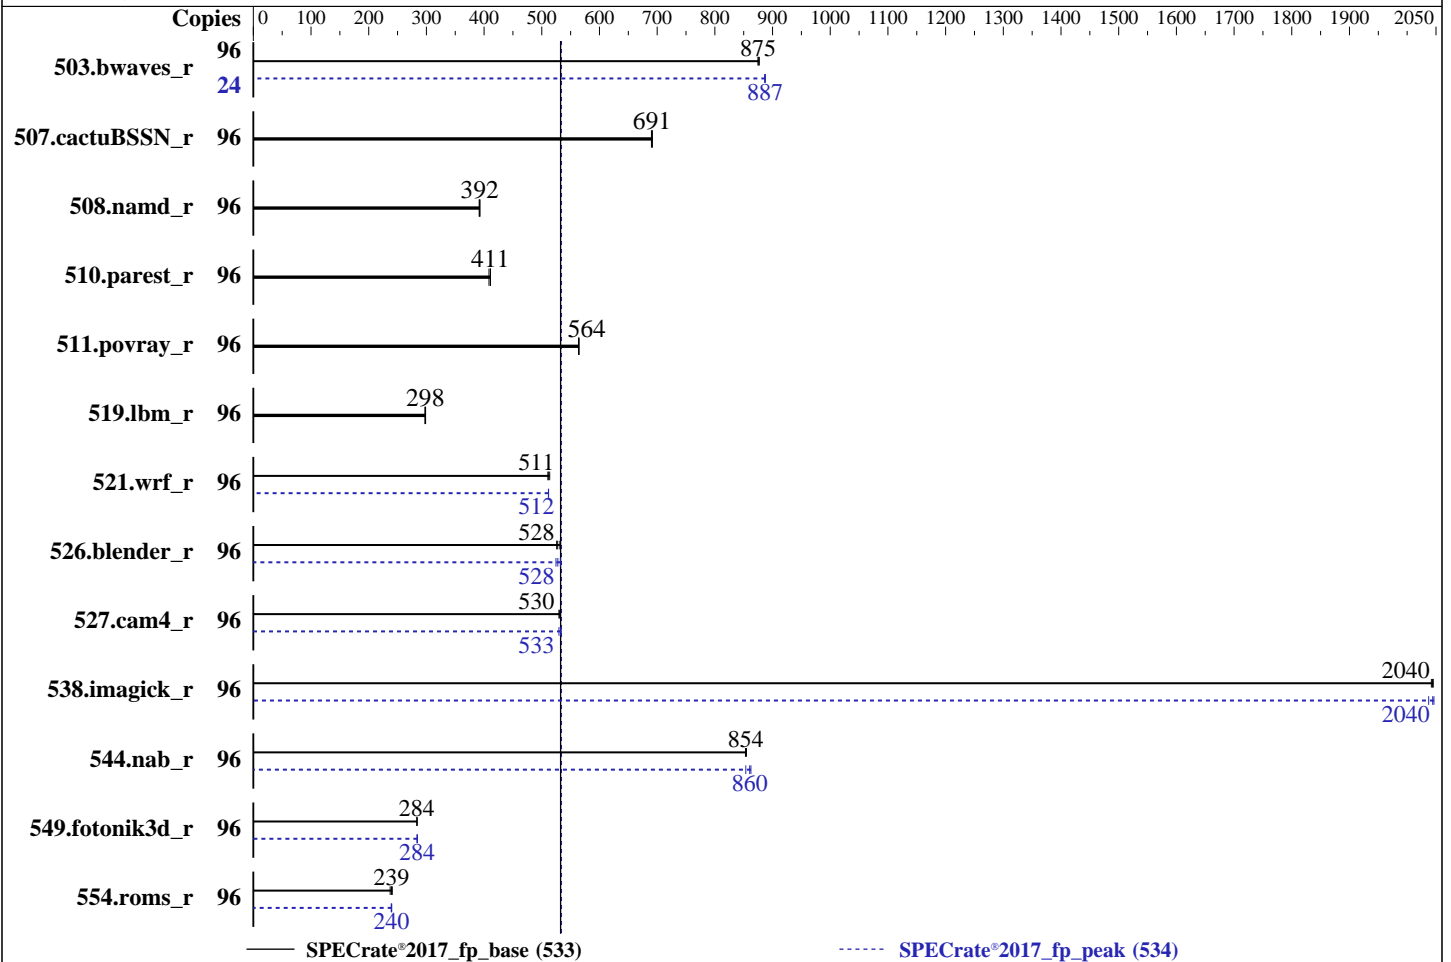 Copies 0 100 200 300 400 500 600 700 800 900 1000 1100 1200 1300 1400 1500 1600 1700 1800 1900 2050
503.bwaves_r 96 875
24 887
507.cactuBSSN_r 96 691
508.namd_r 96 392
510.parest_r 96 411
511.povray_r 96 564
519.lbm_r 96 298
521.wrf_r 96 511
512
526.blender_r 96 528
528
527.cam4_r 96 530
533
538.imagick_r 96 2040
2040
544.nab_r 96 854
860
549.fotonik3d_r 96 284
284
554.roms_r 96 239
240
SPECrate®2017_fp_base (533) SPECrate®2017_fp_peak (534)